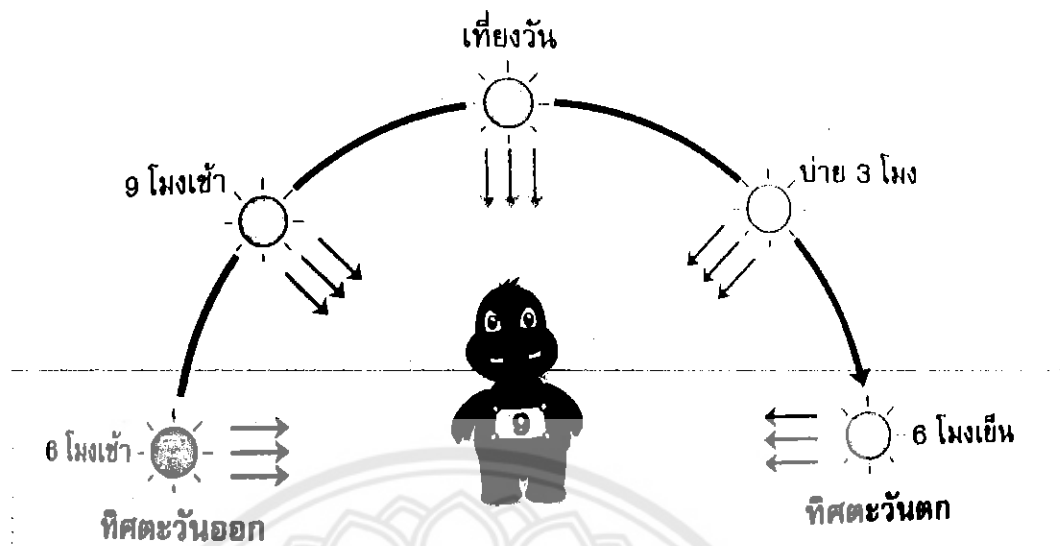 เที่ยงวัน
9 โมงเช้า
บ่าย 3 โมง
9
6 โมงเช้า
6 โมงเย็น
ทิศตะวันออก
ทิศตะวันตก